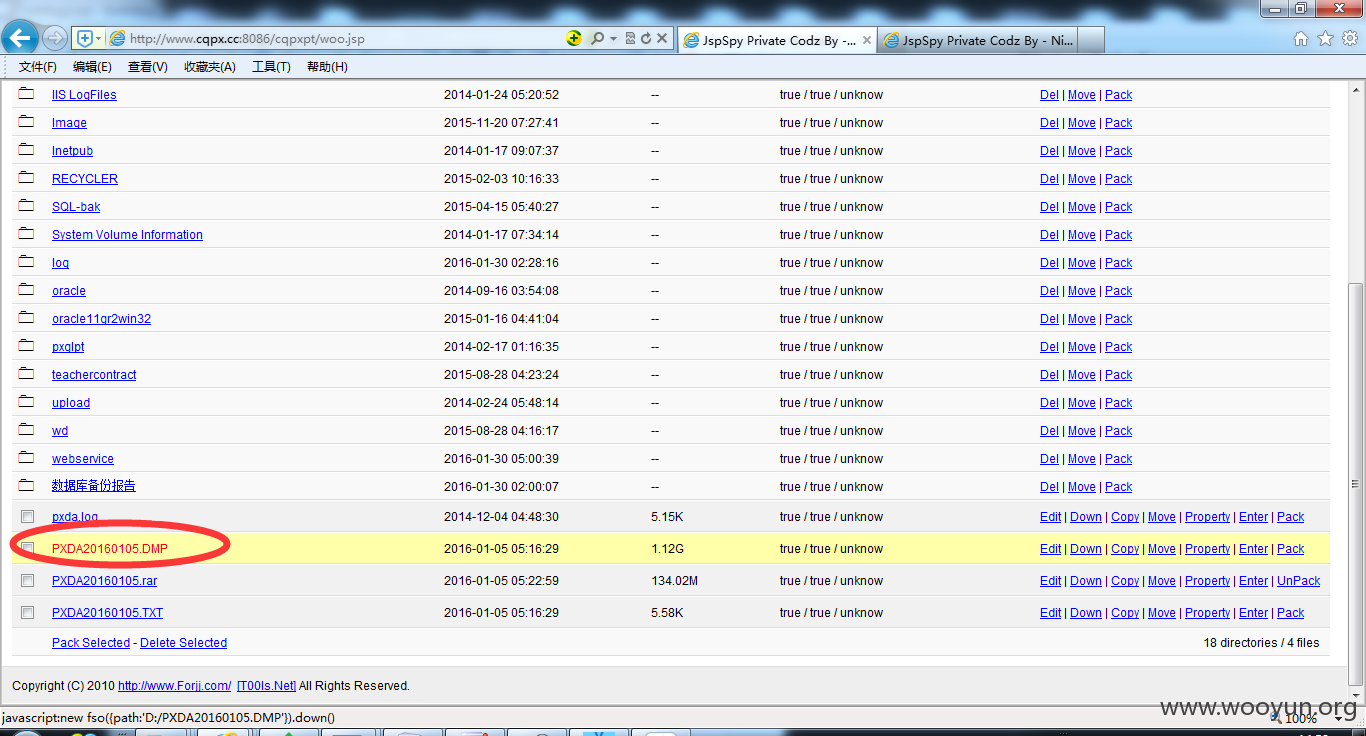 http://www.cqpx.cc:8086/cqpxpt/woo.jsp
JspSpy Private Codz By -...
JspSpy Private Codz By - Ni...
文件(F) 编辑(E) 查看(V) 收藏夹(A) 工具(T) 帮助(H)
IIS LogFiles 2014-01-24 05:20:52 -- true / true / unknow Del | Move | Pack
Image 2015-11-20 07:27:41 -- true / true / unknow Del | Move | Pack
Inetpub 2014-01-17 09:07:37 -- true / true / unknow Del | Move | Pack
RECYCLER 2015-02-03 10:16:33 -- true / true / unknow Del | Move | Pack
SQL-bak 2015-04-15 05:40:27 -- true / true / unknow Del | Move | Pack
System Volume Information 2014-01-17 07:34:14 -- true / true / unknow Del | Move | Pack
log 2016-01-30 02:28:16 -- true / true / unknow Del | Move | Pack
oracle 2014-09-16 03:54:08 -- true / true / unknow Del | Move | Pack
oracle11gr2win32 2015-01-16 04:41:04 -- true / true / unknow Del | Move | Pack
pxglpt 2014-02-17 01:16:35 -- true / true / unknow Del | Move | Pack
teachercontract 2015-08-28 04:23:24 -- true / true / unknow Del | Move | Pack
upload 2014-02-24 05:48:14 -- true / true / unknow Del | Move | Pack
wd 2015-08-28 04:16:17 -- true / true / unknow Del | Move | Pack
webservice 2016-01-30 05:00:39 -- true / true / unknow Del | Move | Pack
数据库备份报告 2016-01-30 02:00:07 -- true / true / unknow Del | Move | Pack
pxda.log 2014-12-04 04:48:30 5.15K true / true / unknow Edit | Down | Copy | Move | Property | Enter | Pack
PXDA20160105.DMP 2016-01-05 05:16:29 1.12G true / true / unknow Edit | Down | Copy | Move | Property | Enter | Pack
PXDA20160105.rar 2016-01-05 05:22:59 134.02M true / true / unknow Edit | Down | Copy | Move | Property | Enter | UnPack
PXDA20160105.TXT 2016-01-05 05:16:29 5.58K true / true / unknow Edit | Down | Copy | Move | Property | Enter | Pack
Pack Selected - Delete Selected 18 directories / 4 files
Copyright (C) 2010 http://www.Forjj.com/ [T00ls.Net] All Rights Reserved.
www.wooyun.org
javascript:new fso({path:'D:/PXDA20160105.DMP'}).down() 100%